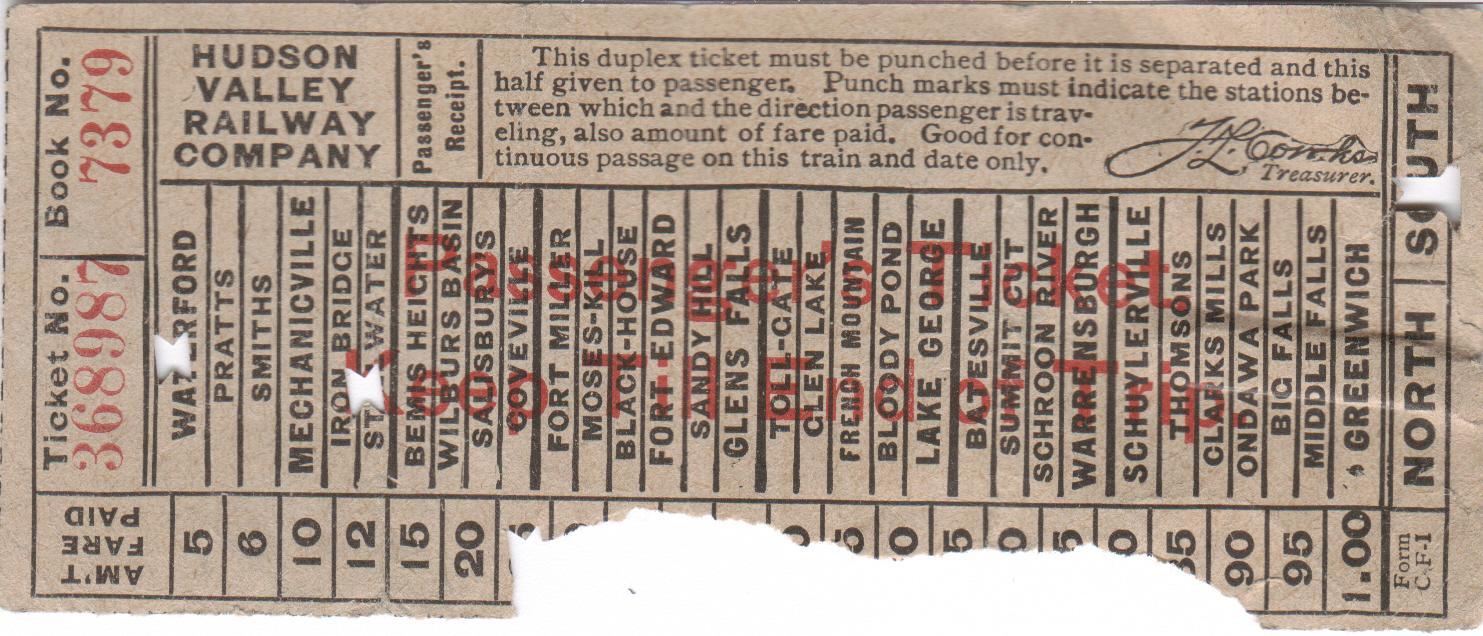 Book No.
7379
Ticket No.
368987
HUDSON
VALLEY
RAILWAY
COMPANY
Passenger's
Receipt.
This duplex ticket must be punched before it is separated and this
half given to passenger. Punch marks must indicate the stations be-
tween which and the direction passenger is trav-
eling, also amount of fare paid. Good for con-
tinuous passage on this train and date only.
Treasurer.
NORTH
SOUTH
Passenger's Ticket
Keep Till End of Trip.
WATERFORD
PRATTS
SMITHS
MECHANICVILLE
IRON BRIDGE
STILLWATER
BEMIS HEIGHTS
WILBURS BASIN
SALISBURY'S
COVEVILLE
FORT MILLER
MOSES-KIL
BLACK-HOUSE
FORT EDWARD
SANDY HILL
GLENS FALLS
TOLL-GATE
GLEN LAKE
FRENCH MOUNTAIN
BLOODY POND
LAKE GEORGE
BATESVILLE
SUMMIT CUT
SCHROON RIVER
WARRENSBURGH
SCHUYLERVILLE
THOMSONS
CLARKS MILLS
ONDAWA PARK
BIG FALLS
MIDDLE FALLS
GREENWICH
AM'T
FARE
PAID
5
6
10
12
15
20
90
95
1.00
Form
C.F-1